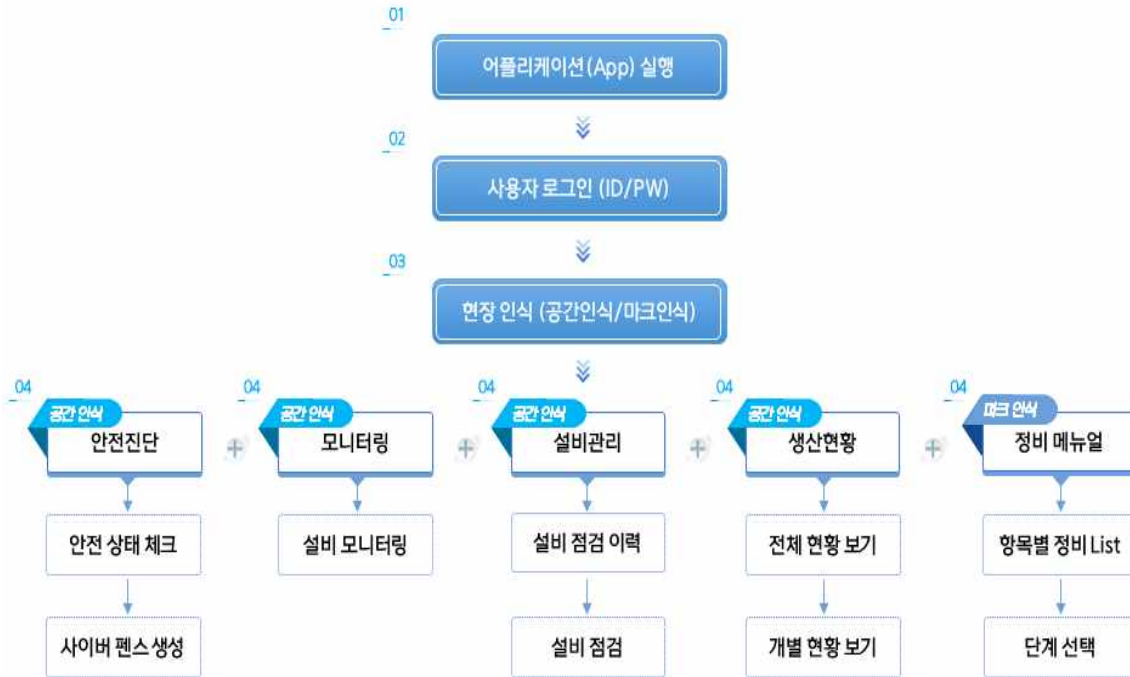 01
어플리케이션(App) 실행
02
사용자 로그인 (ID/PW)
03
현장 인식 (공간인식/마크인식)
04
공간 인식
안전진단
안전 상태 체크
사이버 펜스 생성
04
공간 인식
모니터링
설비 모니터링
04
공간 인식
설비관리
설비 점검 이력
설비 점검
04
공간 인식
생산현황
전체 현황 보기
개별 현황 보기
04
마크 인식
정비 메뉴얼
항목별 정비 List
단계 선택